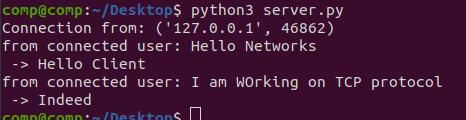 comp@comp:~/Desktop$ python3 server.py
Connection from: ('127.0.0.1', 46862)
from connected user: Hello Networks
 -> Hello Client
from connected user: I am WOrking on TCP protocol
 -> Indeed
comp@comp:~/Desktop$